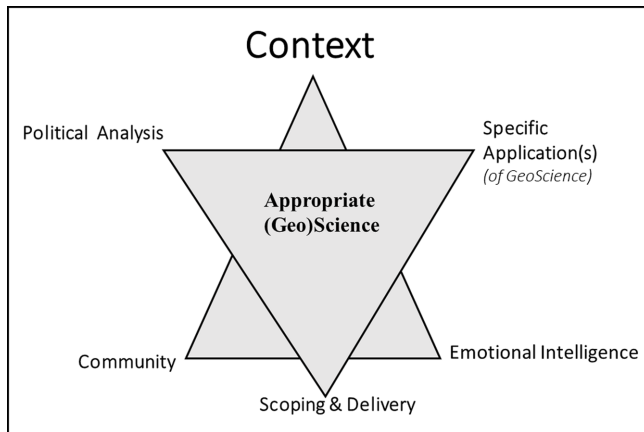 Context
Political Analysis
Specific
Application(s)
(of GeoScience)
Appropriate
(Geo)Science
Community
Emotional Intelligence
Scoping & Delivery